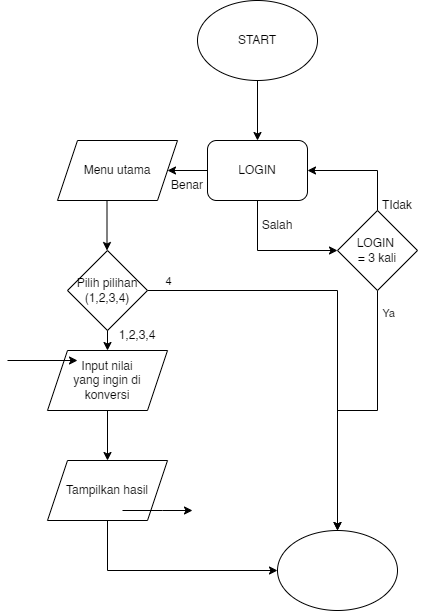 START
Menu utama
LOGIN
Benar
TIdak
Salah
LOGIN
= 3 kali
Pilih pilihan
(1,2,3,4)
4
Ya
1,2,3,4
Input nilai
yang ingin di
konversi
Tampilkan hasil